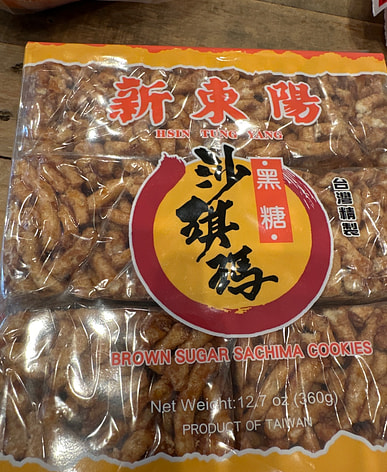 新東陽
HSIN TUNG YANG
黑糖
沙琪瑪
台灣精製
BROWN SUGAR SACHIMA COOKIES
Net Weight:12.7 oz (360g)
PRODUCT OF TAIWAN